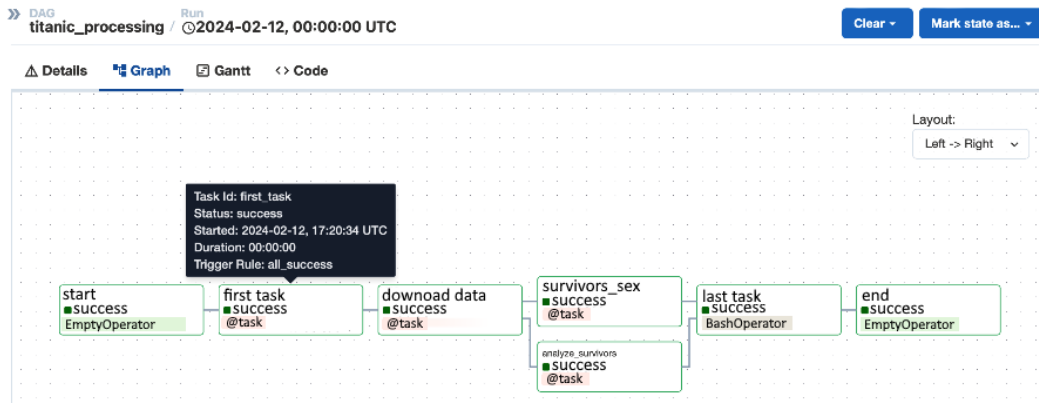 DAG
Run
titanic_processing / 2024-02-12, 00:00:00 UTC
Clear
Mark state as...
Details
Graph
Gantt
Code
Layout:
Left -> Right
Task Id: first_task
Status: success
Started: 2024-02-12, 17:20:34 UTC
Duration: 00:00:00
Trigger Rule: all_success
start
success
EmptyOperator
first task
success
@task
downoad data
success
@task
survivors_sex
success
@task
analyze_survivors
success
@task
last task
success
BashOperator
end
success
EmptyOperator